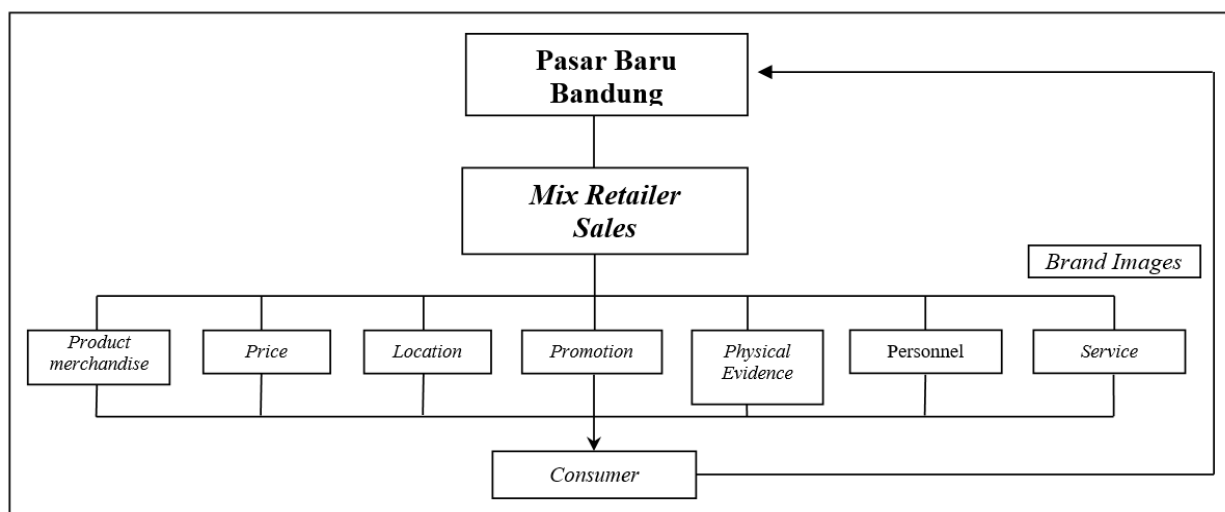 Pasar Baru
Bandung
Mix Retailer
Sales
Brand Images
Product
merchandise
Price
Location
Promotion
Physical
Evidence
Personnel
Service
Consumer